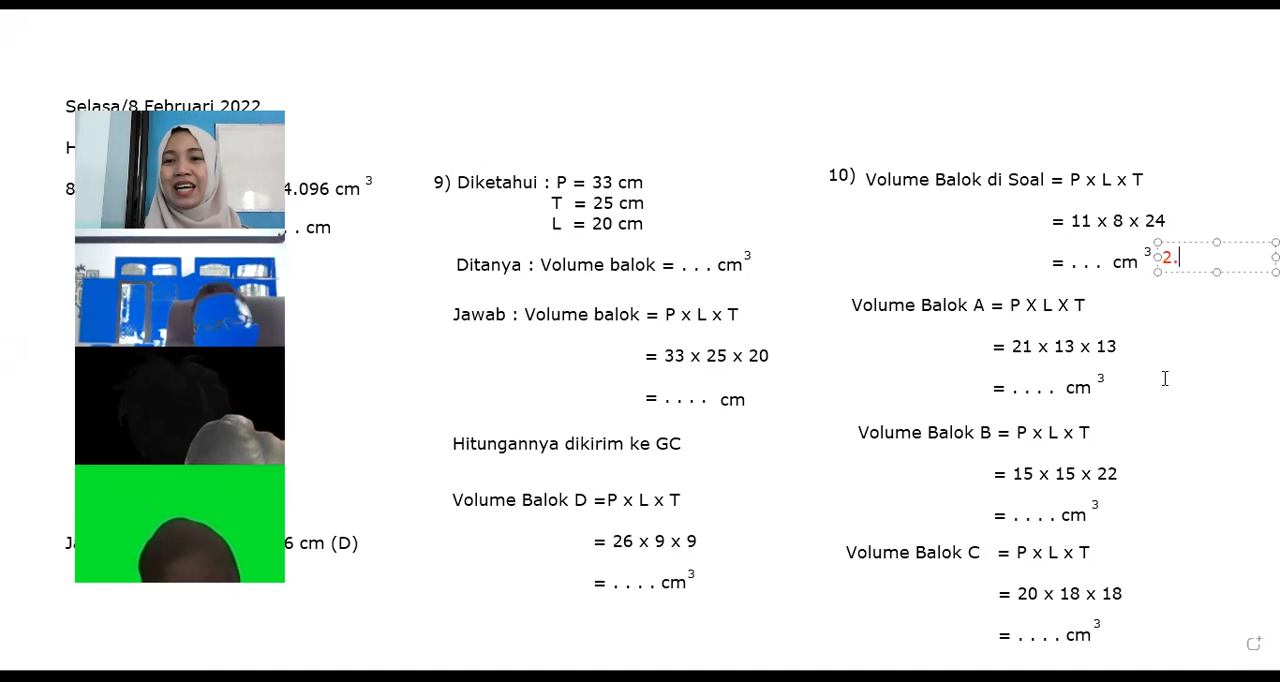 Selasa/8 Februari 2022
H
8 4.096 cm 3
. . cm
6 cm (D)
9) Diketahui : P = 33 cm
T = 25 cm
L = 20 cm
Ditanya : Volume balok = . . . cm3
Jawab : Volume balok = P x L x T
= 33 x 25 x 20
= . . . . cm
Hitungannya dikirim ke GC
Volume Balok D =P x L x T
= 26 x 9 x 9
= . . . . cm3
10) Volume Balok di Soal = P x L x T
= 11 x 8 x 24
= . . . cm 3 2.
Volume Balok A = P X L X T
= 21 x 13 x 13
= . . . . cm 3
Volume Balok B = P x L x T
= 15 x 15 x 22
= . . . . cm 3
Volume Balok C = P x L x T
= 20 x 18 x 18
= . . . . cm 3